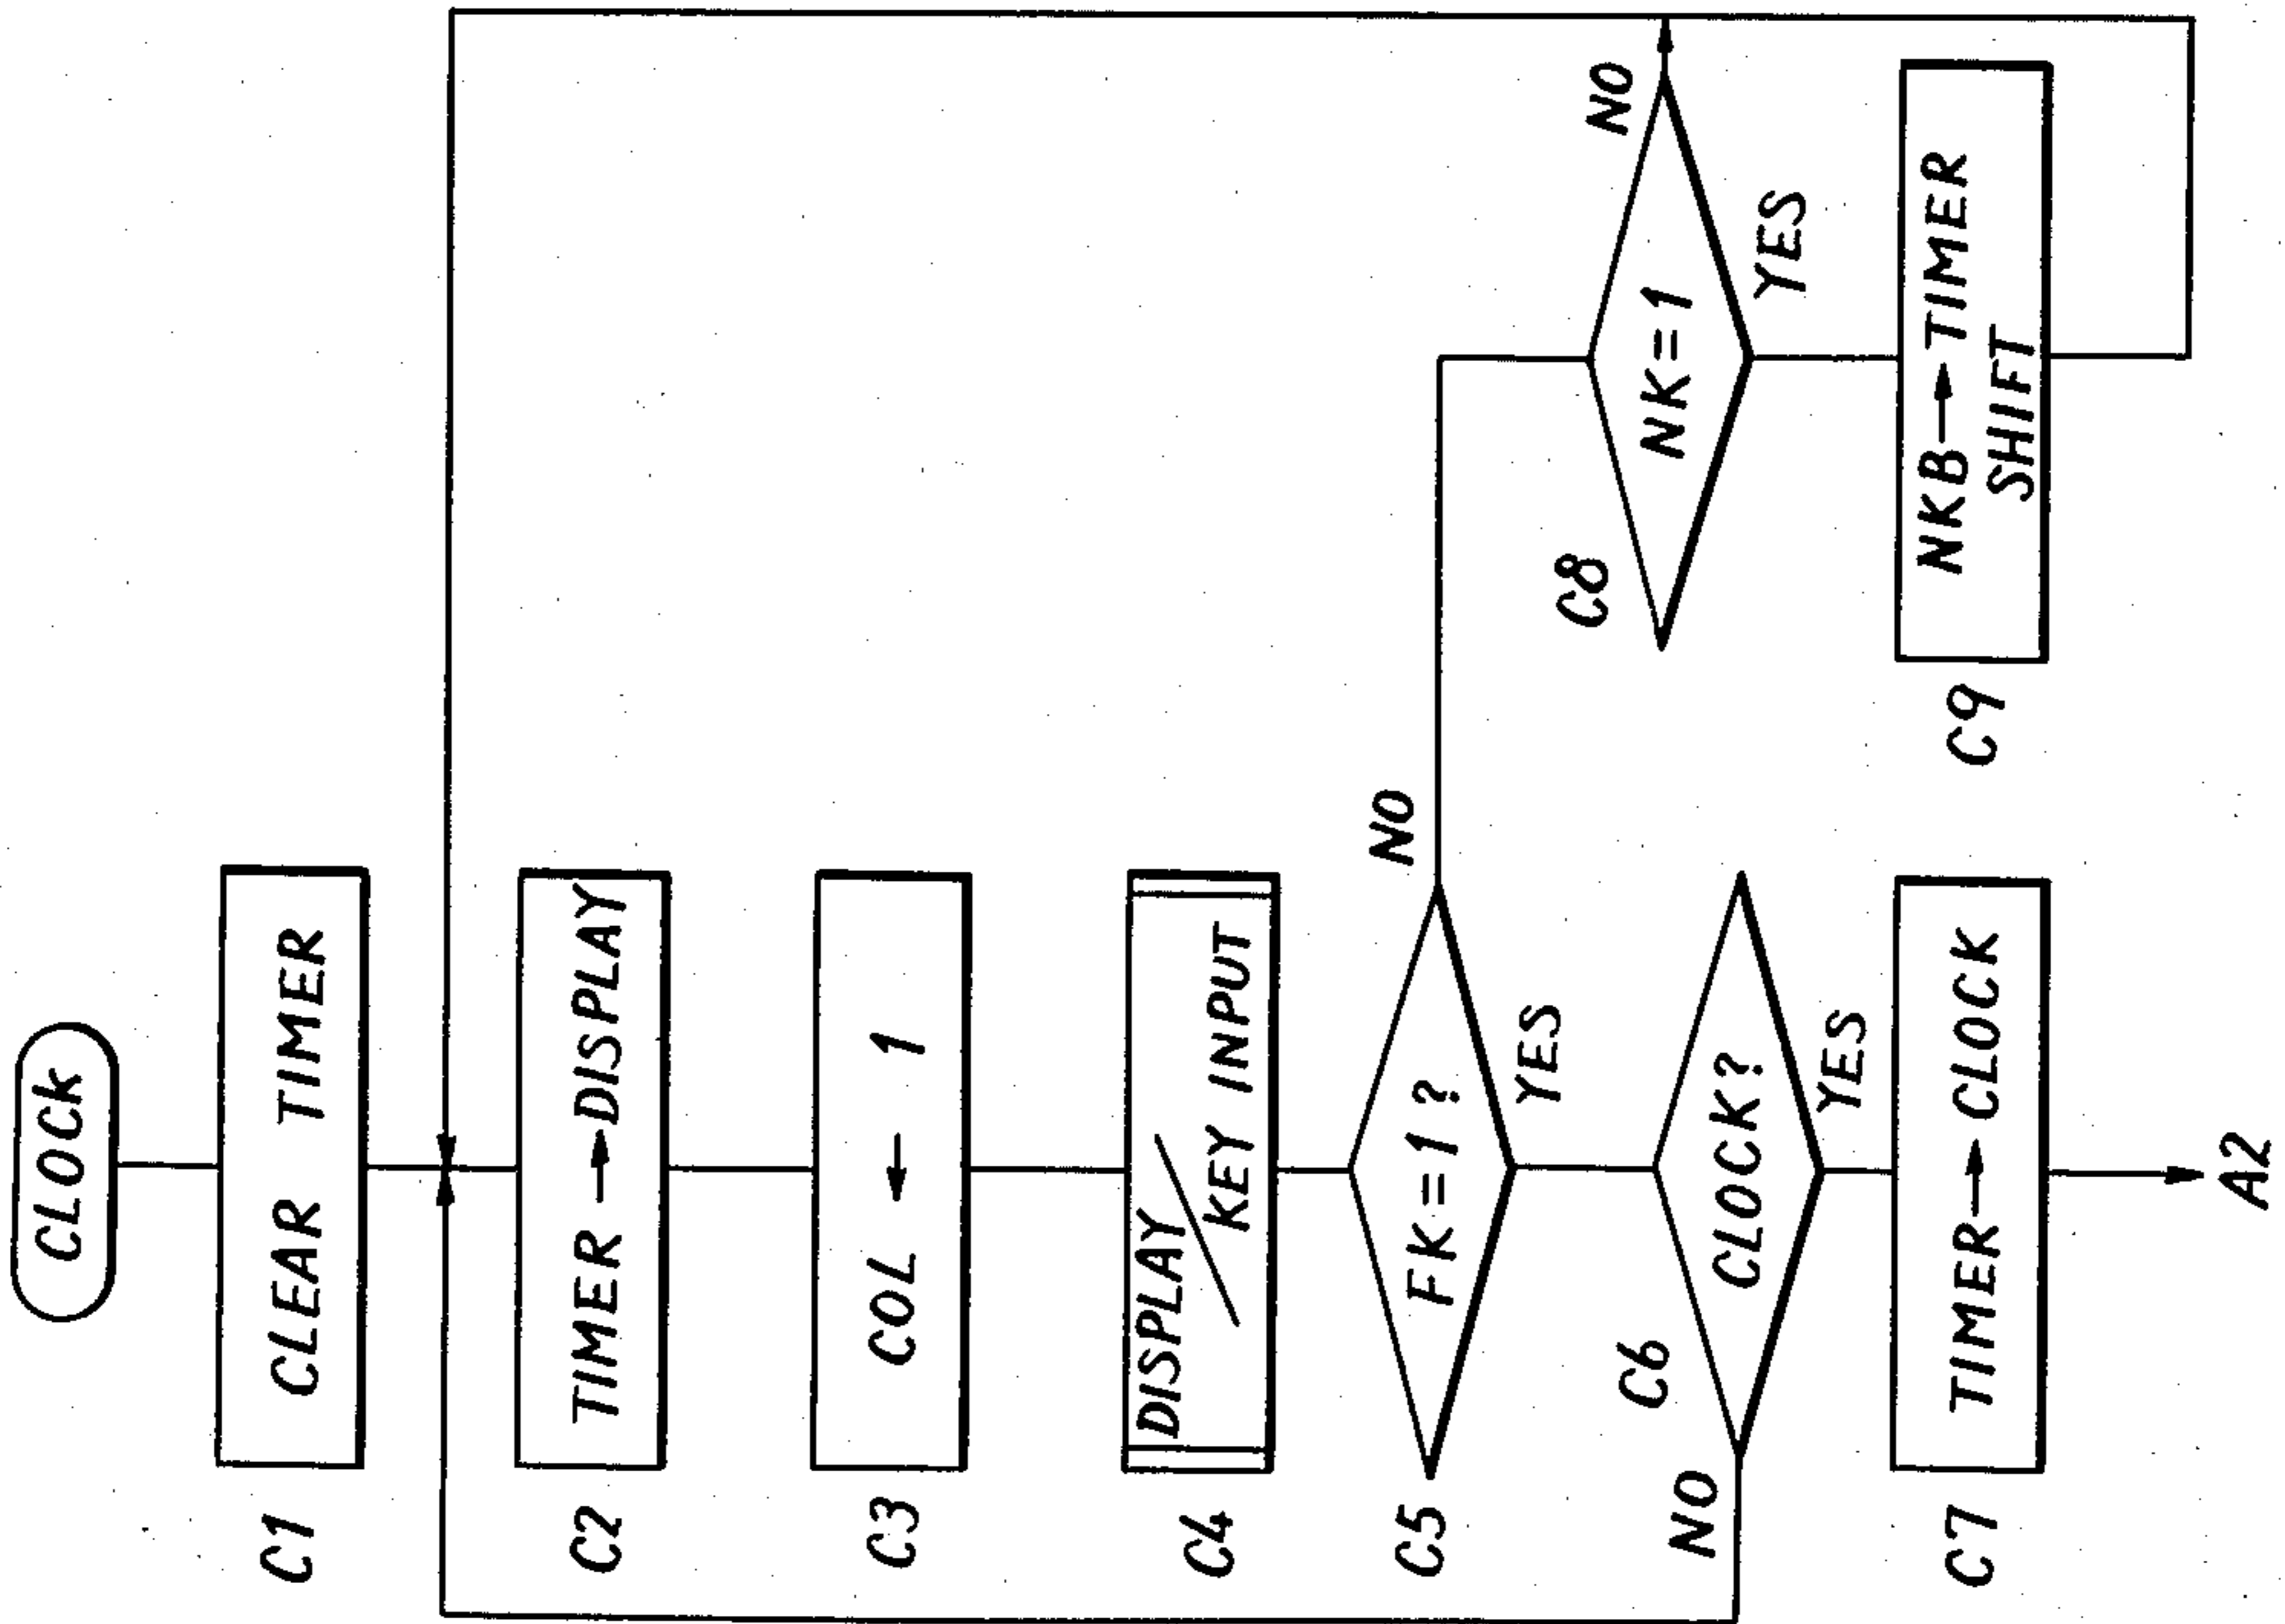 CLOCK
C1
CLEAR TIMER
C2
TIMER → DISPLAY
C3
COL ← 1
C4
DISPLAY
KEY INPUT
C5
FK = 1 ?
NO
YES
C6
CLOCK?
NO
YES
C7
TIMER → CLOCK
A2
C8
NK = 1
NO
YES
C9
NKB → TIMER
SHIFT